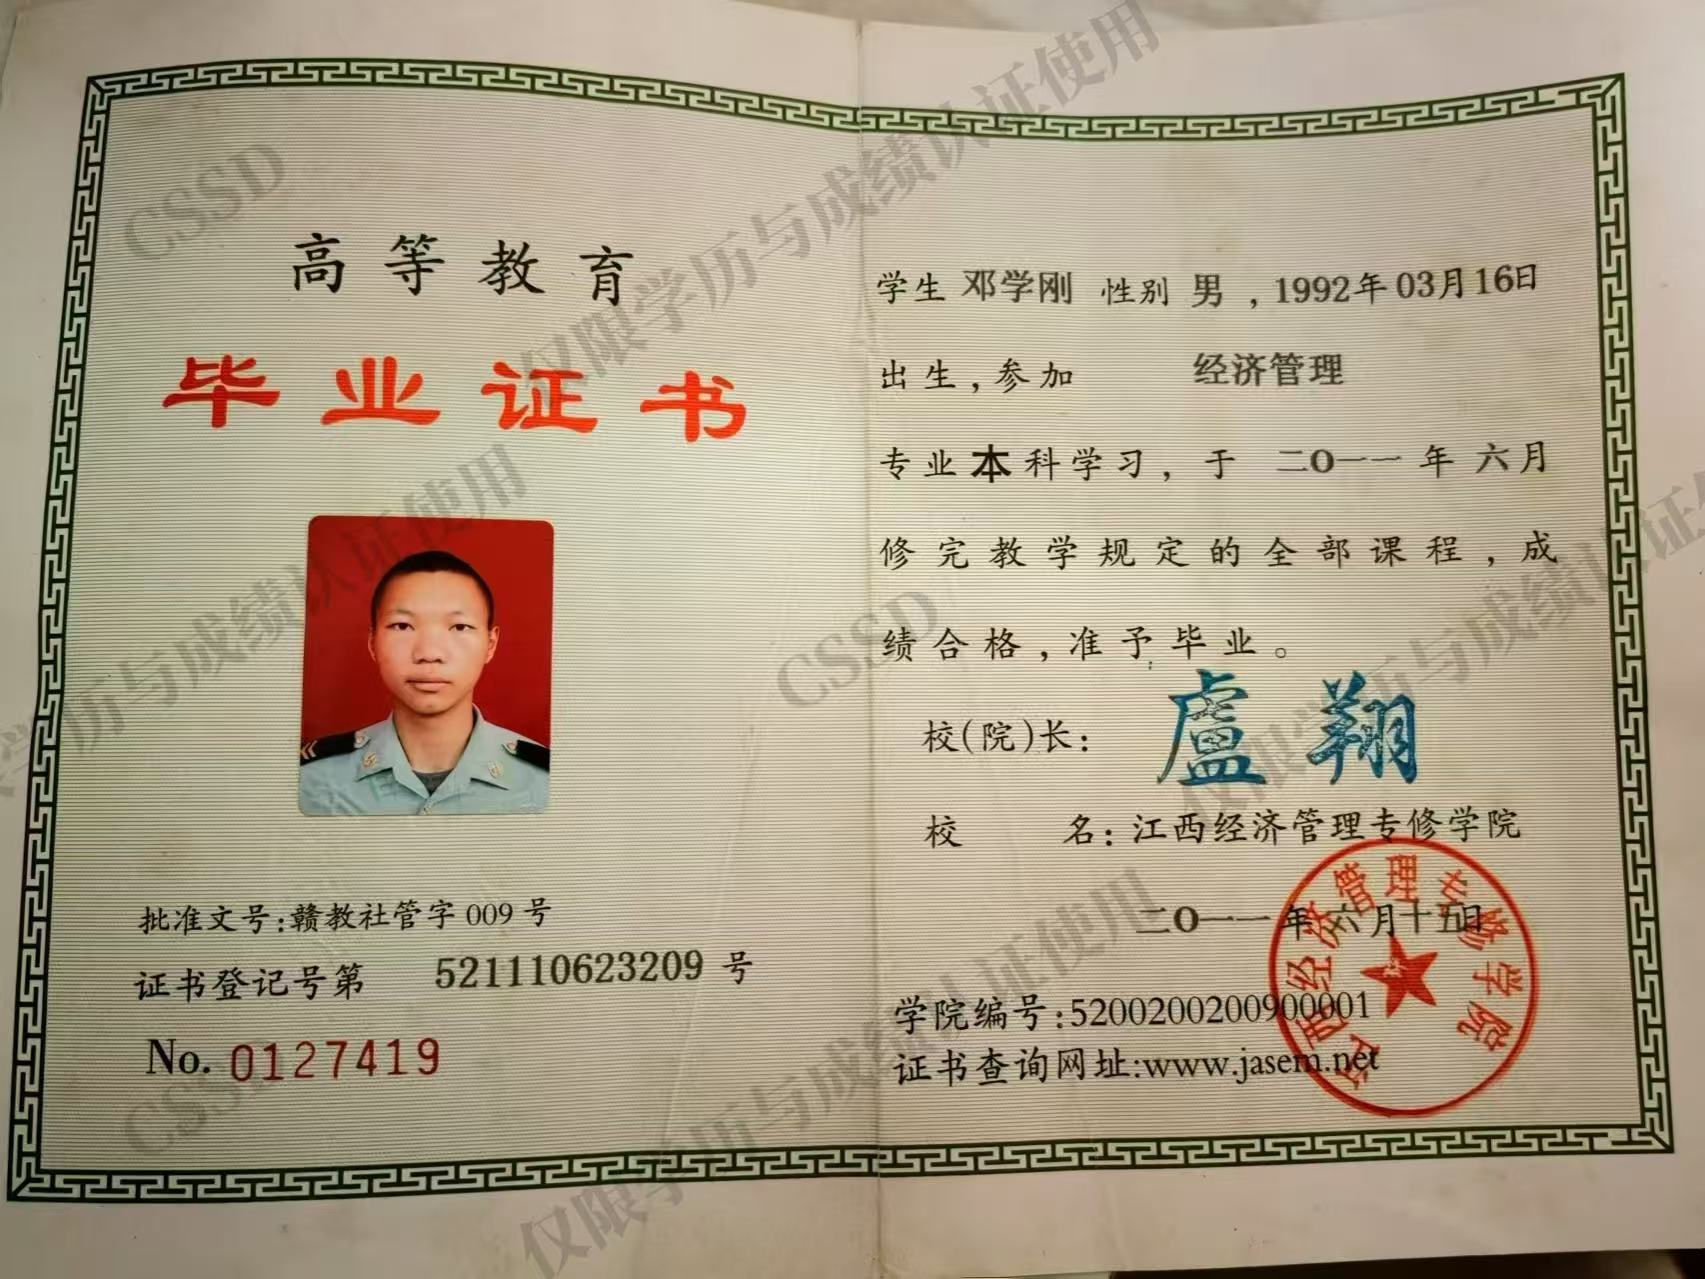 高等教育
毕业证书
批准文号:赣教社管字 009 号
证书登记号第 521110623209 号
No. 0127419
学生 邓学刚 性别 男 , 1992年 03月16日
出生,参加 经济管理
专业本科学习,于 二O一一 年 六月
修完教学规定的全部课程,成
绩合格,准予毕业。
校(院)长: 盧翔
校 名: 江西经济管理专修学院
二O一一年六月十五日
学院编号:5200200200900001
证书查询网址:www.jasem.net
江西经济管理专修学院
CSSD
仅限学历与成绩认证使用
CSSD
仅限学历与成绩认证使用
学历与成绩认证使用
仅限学历与成绩认证使用
CSSD